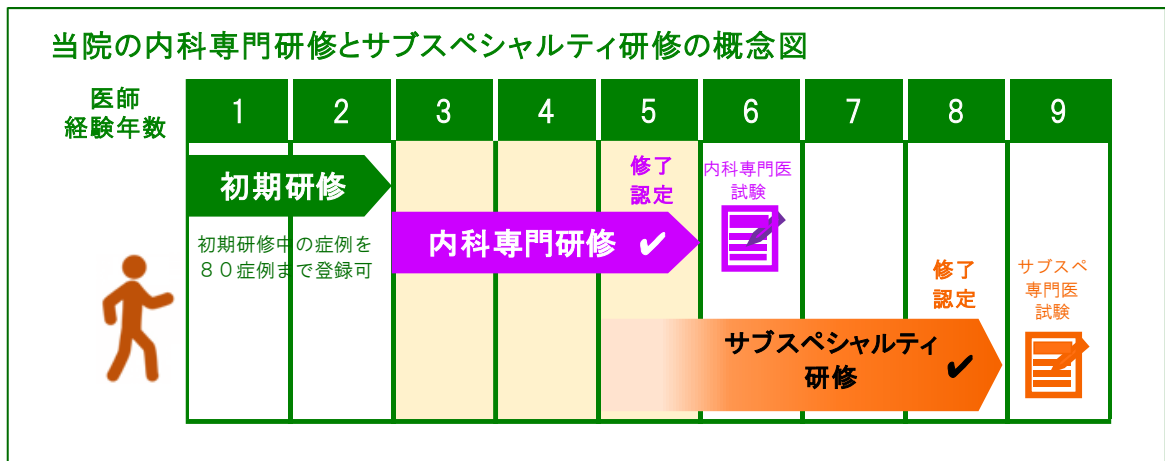 当院の内科専門研修とサブスペシャルティ研修の概念図
医師
経験年数
1 2 3 4 5 6 7 8 9
初期研修
初期研修中の症例を
８０症例まで登録可
修了
認定
内科専門研修 ✔
内科専門医
試験
修了
認定
サブスペシャルティ
研修 ✔
サブスペ
専門医
試験